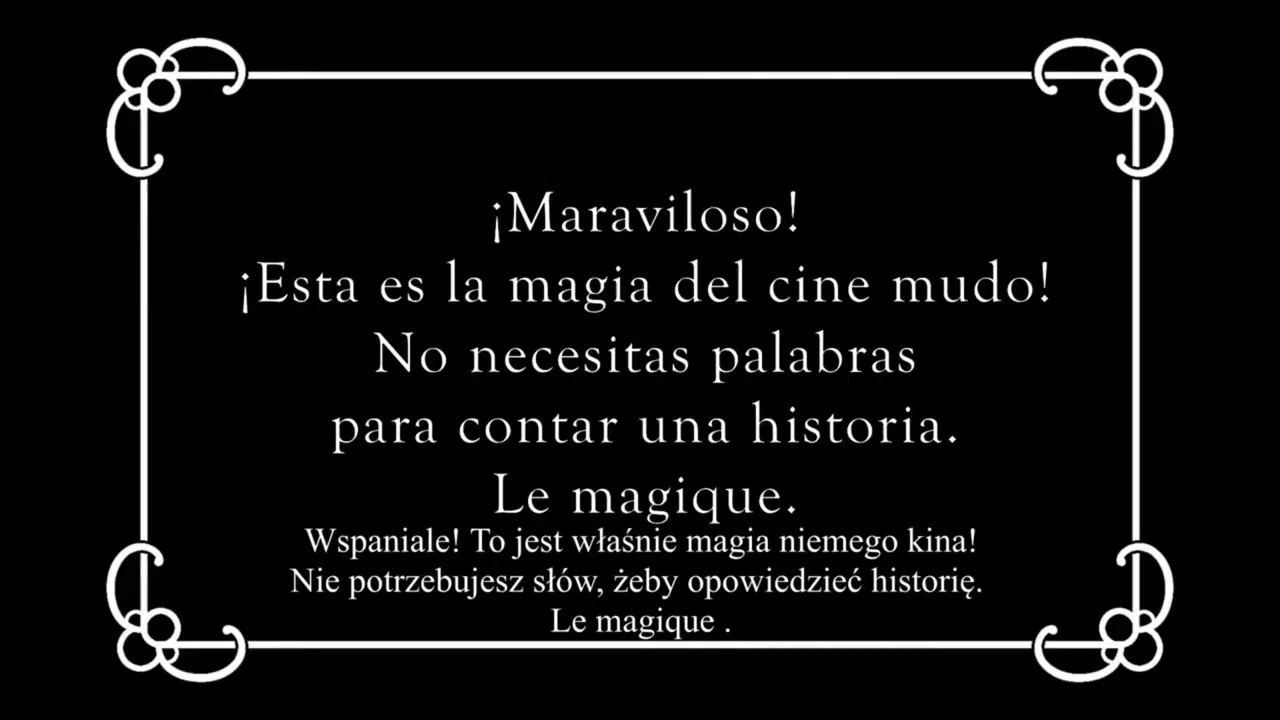 ¡Maraviloso!
¡Esta es la magia del cine mudo!
No necesitas palabras
para contar una historia.
Le magique.
Wspaniale! To jest właśnie magia niemego kina!
Nie potrzebujesz słów, żeby opowiedzieć historię.
Le magique .